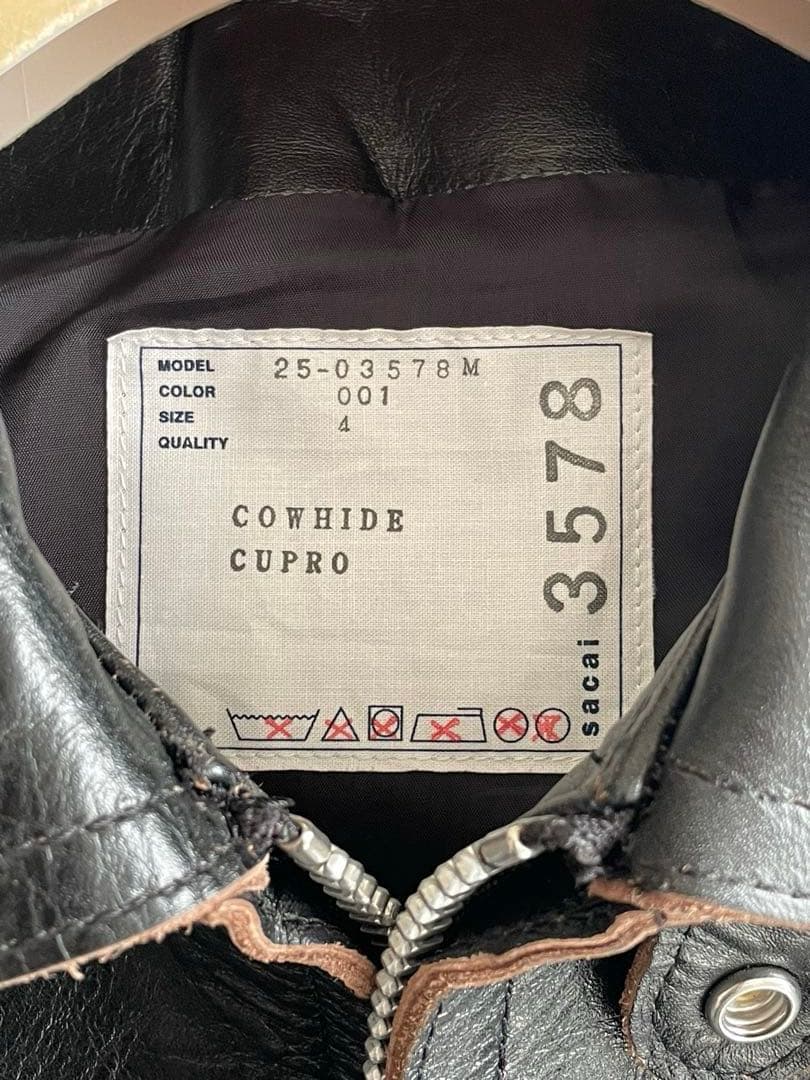 MODEL 25-03578M
COLOR 001
SIZE 4
QUALITY
COWHIDE
CUPRO
sacai 3578